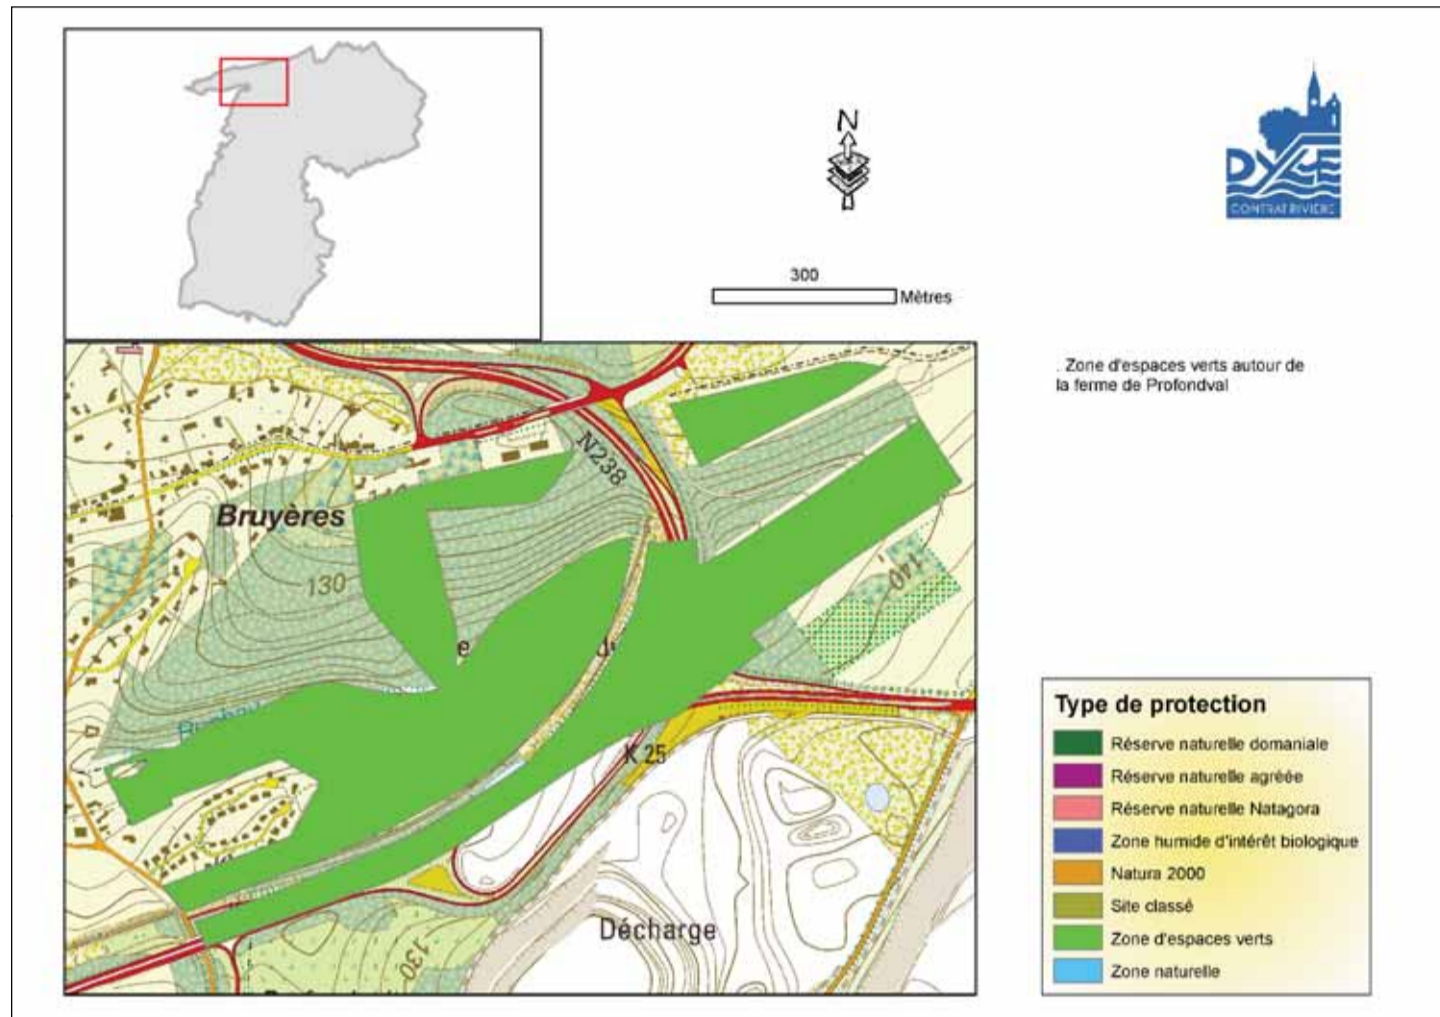 N
DYLE
CONTRAT RIVIERE
300
Mètres
. Zone d'espaces verts autour de
la ferme de Profondval
N238
Bruyères
130
140
K 25
Décharge
130
Type de protection
Réserve naturelle domaniale
Réserve naturelle agréée
Réserve naturelle Natagora
Zone humide d'intérêt biologique
Natura 2000
Site classé
Zone d'espaces verts
Zone naturelle